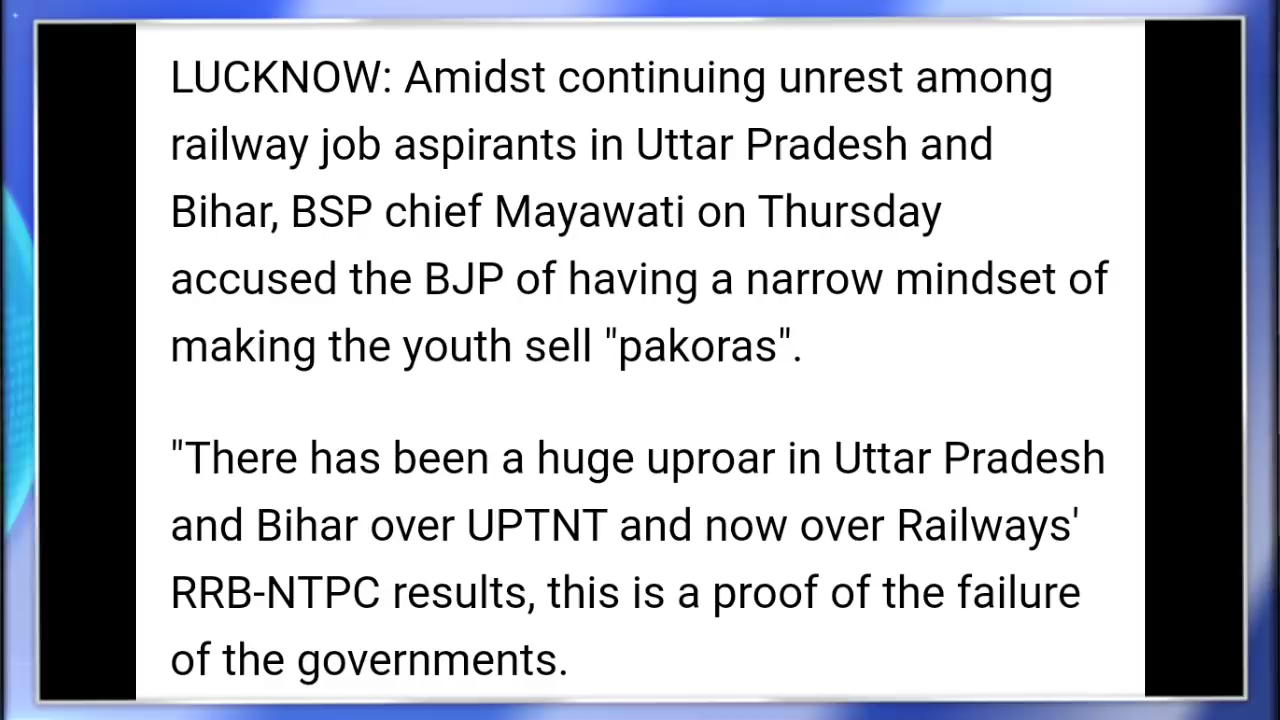 LUCKNOW: Amidst continuing unrest among
railway job aspirants in Uttar Pradesh and
Bihar, BSP chief Mayawati on Thursday
accused the BJP of having a narrow mindset of
making the youth sell "pakoras".
"There has been a huge uproar in Uttar Pradesh
and Bihar over UPTNT and now over Railways'
RRB-NTPC results, this is a proof of the failure
of the governments.